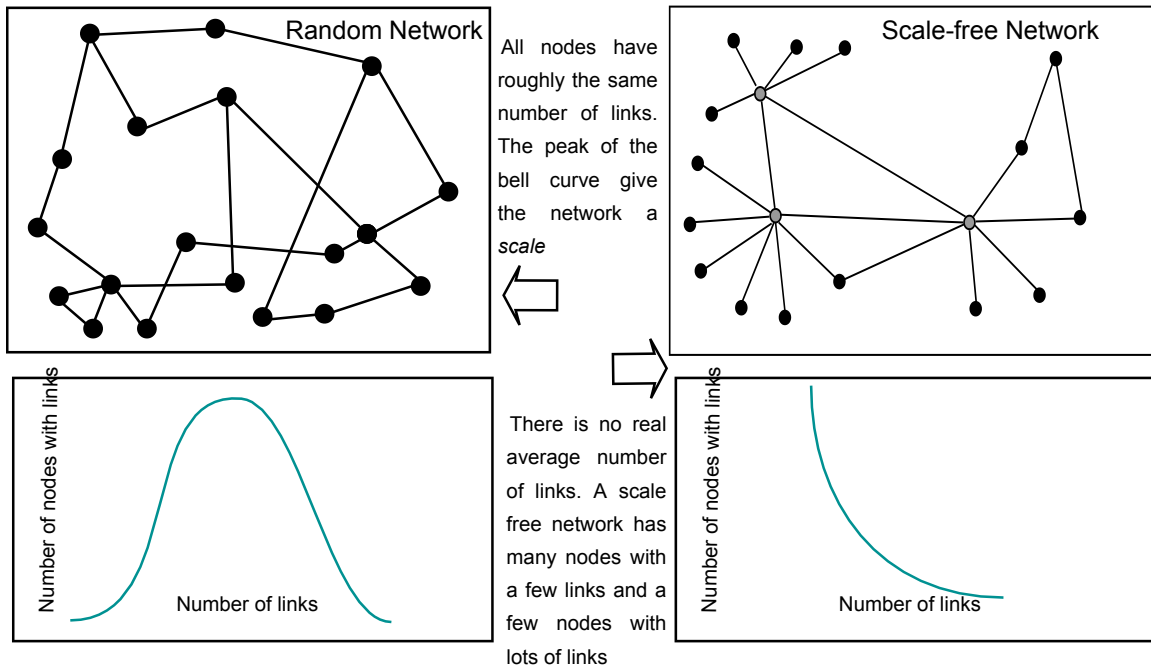 Random Network
All nodes have
roughly the same
number of links.
The peak of the
bell curve give
the network a
scale
Scale-free Network
Number of nodes with links
Number of links
There is no real
average number
of links. A scale
free network has
many nodes with
a few links and a
few nodes with
lots of links
Number of nodes with links
Number of links